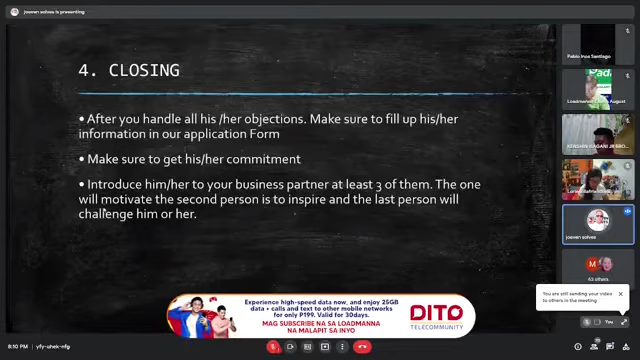 joeven solves is presenting
4. CLOSING
• After you handle all his /her objections. Make sure to fill up his/her
information in our application Form
• Make sure to get his/her commitment
• Introduce him/her to your business partner at least 3 of them. The one
will motivate the second person is to inspire and the last person will
challenge him or her.
Pablo Inos Santiago
joeven solves
M
43 others
You are still sending your video
to others in the meeting
You
Experience high-speed data now, and enjoy 25GB
data + calls and text to other mobile networks
for only P199. Valid for 30days.
MAG SUBSCRIBE NA SA LOADMANNA
NA MALAPIT SA INYO
DITO
TELECOMMUNITY
8:10 PM | yfy-uhek-nfg